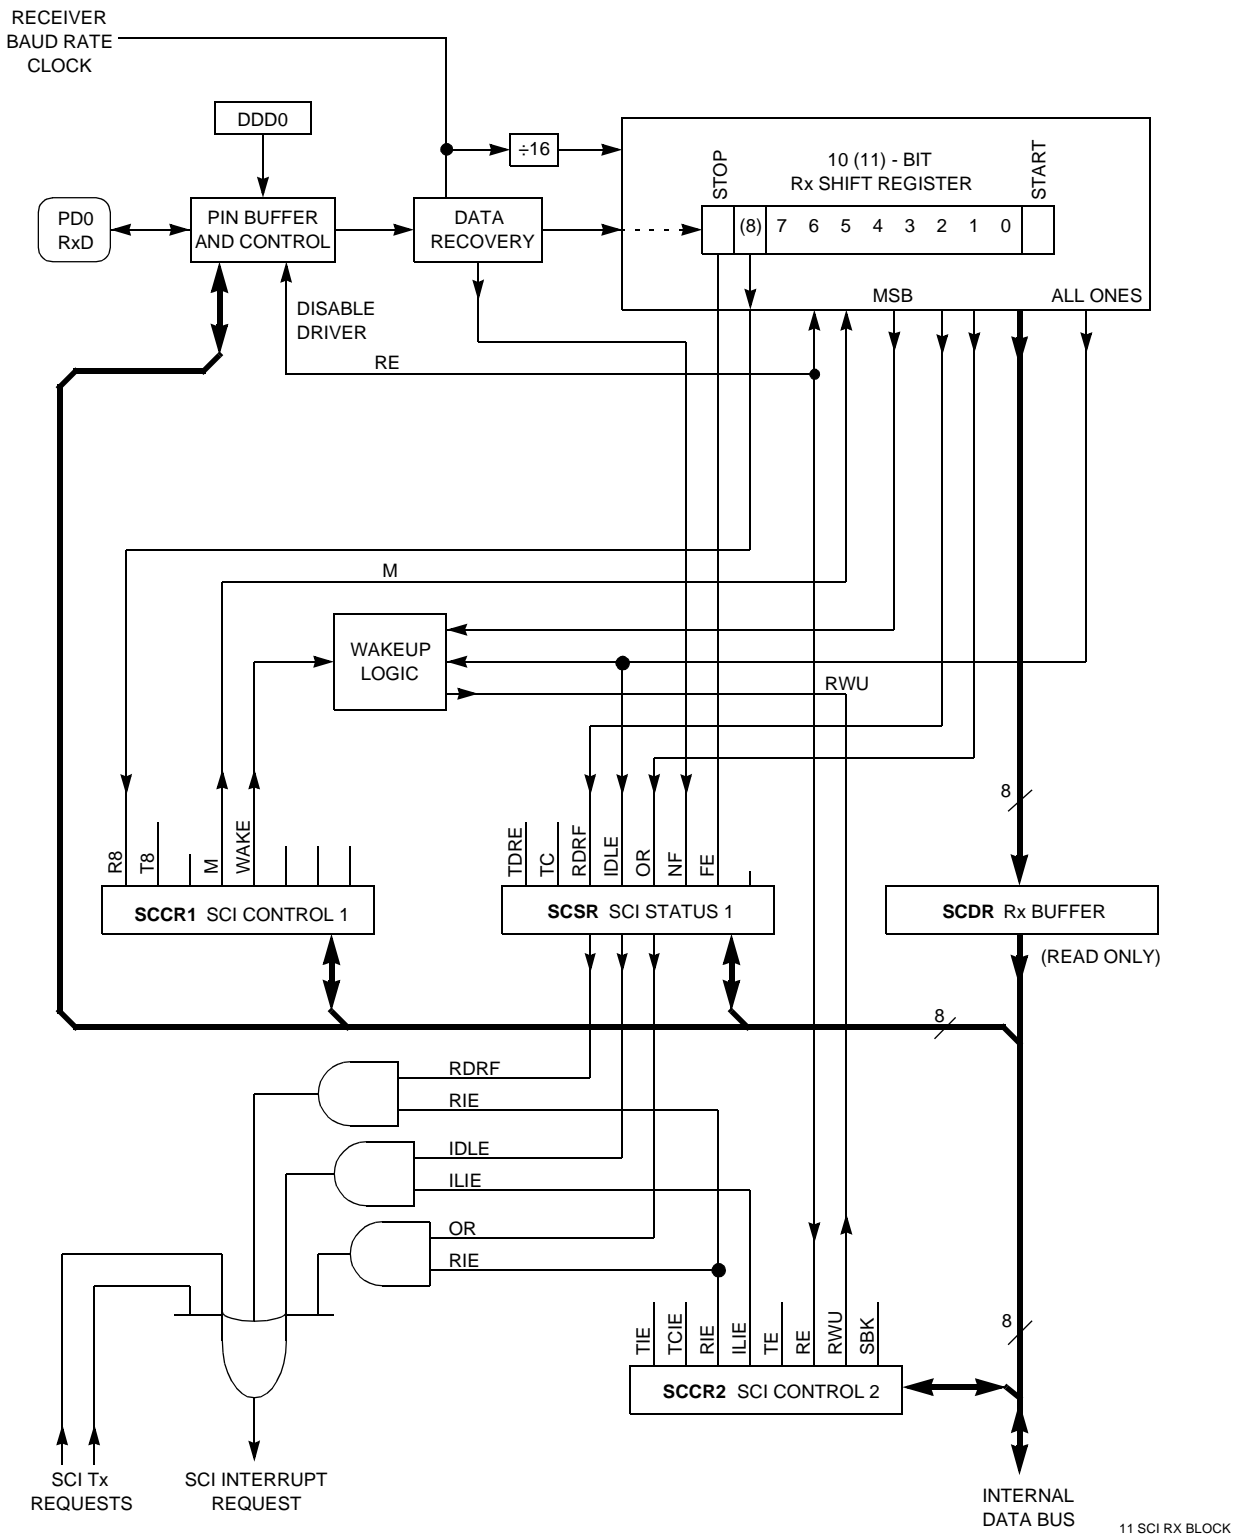 RECEIVER
BAUD RATE
CLOCK
DDD0
÷16
10 (11) - BIT
Rx SHIFT REGISTER
STOP
START
(8) 7 6 5 4 3 2 1 0
PD0
RxD
PIN BUFFER
AND CONTROL
DATA
RECOVERY
MSB
ALL ONES
DISABLE
DRIVER
RE
M
WAKEUP
LOGIC
RWU
8
R8
T8
M
WAKE
TDRE
TC
RDRF
IDLE
OR
NF
FE
SCCR1 SCI CONTROL 1
SCSR SCI STATUS 1
SCDR Rx BUFFER
(READ ONLY)
8
RDRF
RIE
IDLE
ILIE
OR
RIE
8
TIE
TCIE
RIE
ILIE
TE
RE
RWU
SBK
SCCR2 SCI CONTROL 2
SCI Tx
REQUESTS
SCI INTERRUPT
REQUEST
INTERNAL
DATA BUS
11 SCI RX BLOCK